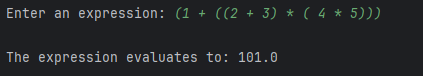 Enter an expression: (1 + ((2 + 3) * ( 4 * 5)))
The expression evaluates to: 101.0